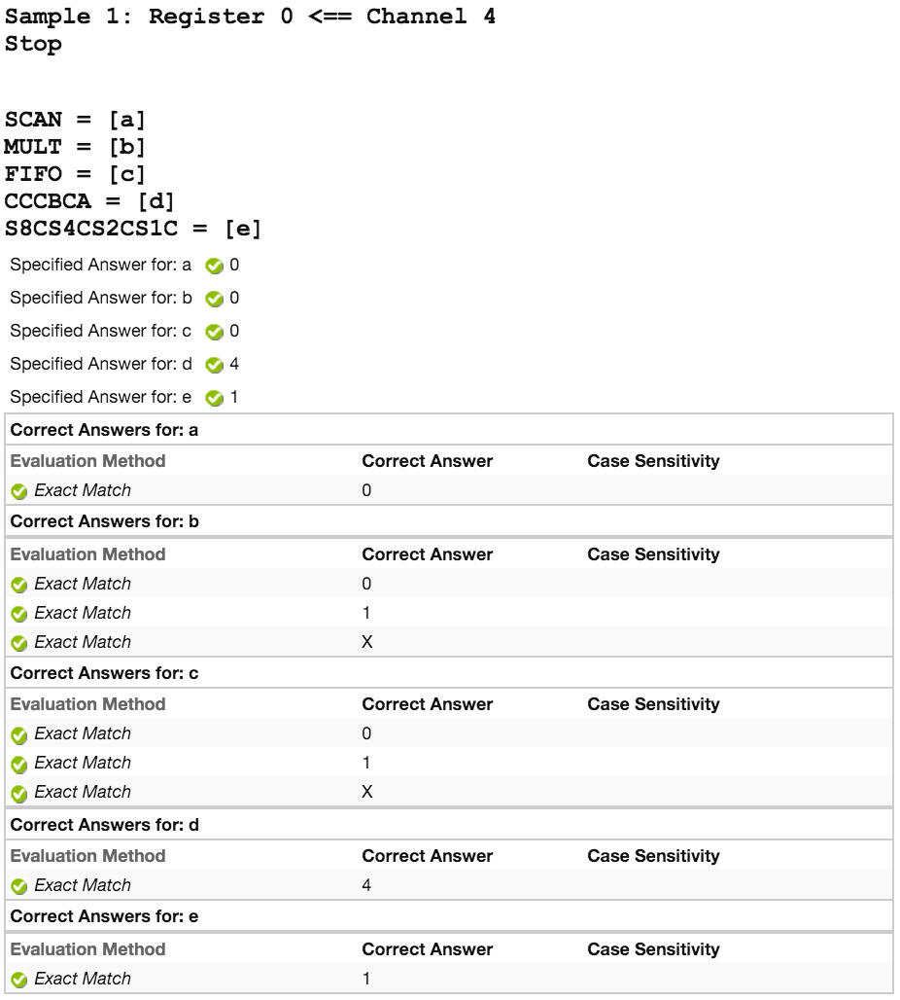 Sample 1: Register 0 <== Channel 4
Stop
SCAN = [a]
MULT = [b]
FIFO = [c]
CCCBCA = [d]
S8CS4CS2CS1C = [e]
Specified Answer for: a 0
Specified Answer for: b 0
Specified Answer for: c 0
Specified Answer for: d 4
Specified Answer for: e 1
Correct Answers for: a
Evaluation Method Correct Answer Case Sensitivity
Exact Match 0
Correct Answers for: b
Evaluation Method Correct Answer Case Sensitivity
Exact Match 0
Exact Match 1
Exact Match X
Correct Answers for: c
Evaluation Method Correct Answer Case Sensitivity
Exact Match 0
Exact Match 1
Exact Match X
Correct Answers for: d
Evaluation Method Correct Answer Case Sensitivity
Exact Match 4
Correct Answers for: e
Evaluation Method Correct Answer Case Sensitivity
Exact Match 1